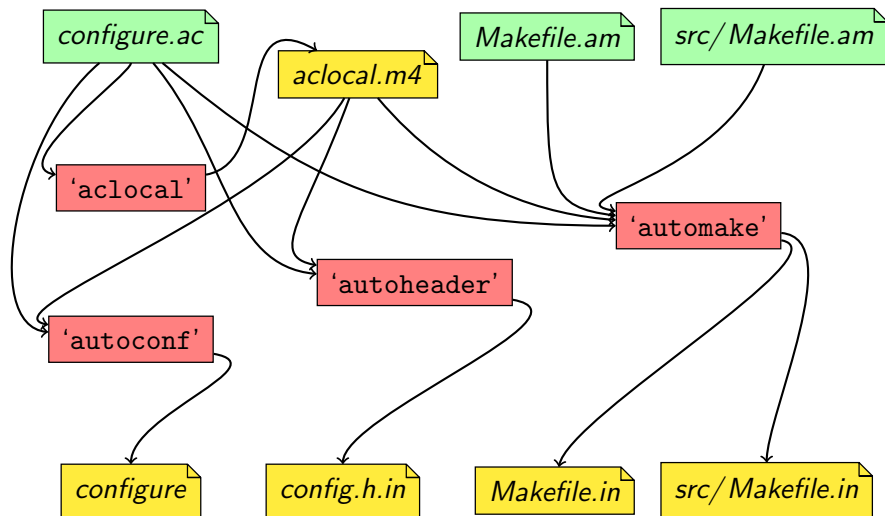 configure.ac
aclocal.m4
Makefile.am
src/Makefile.am
‘aclocal’
‘automake’
‘autoheader’
‘autoconf’
configure
config.h.in
Makefile.in
src/Makefile.in